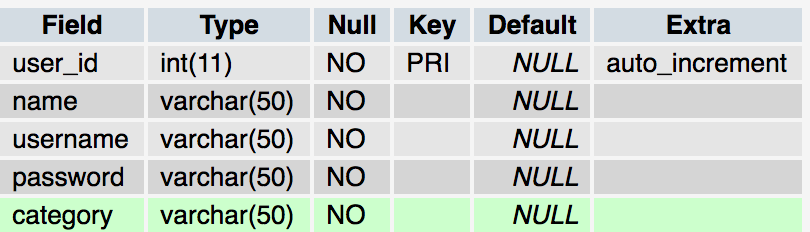 Field Type Null Key Default Extra
user_id int(11) NO PRI NULL auto_increment
name varchar(50) NO NULL
username varchar(50) NO NULL
password varchar(50) NO NULL
category varchar(50) NO NULL